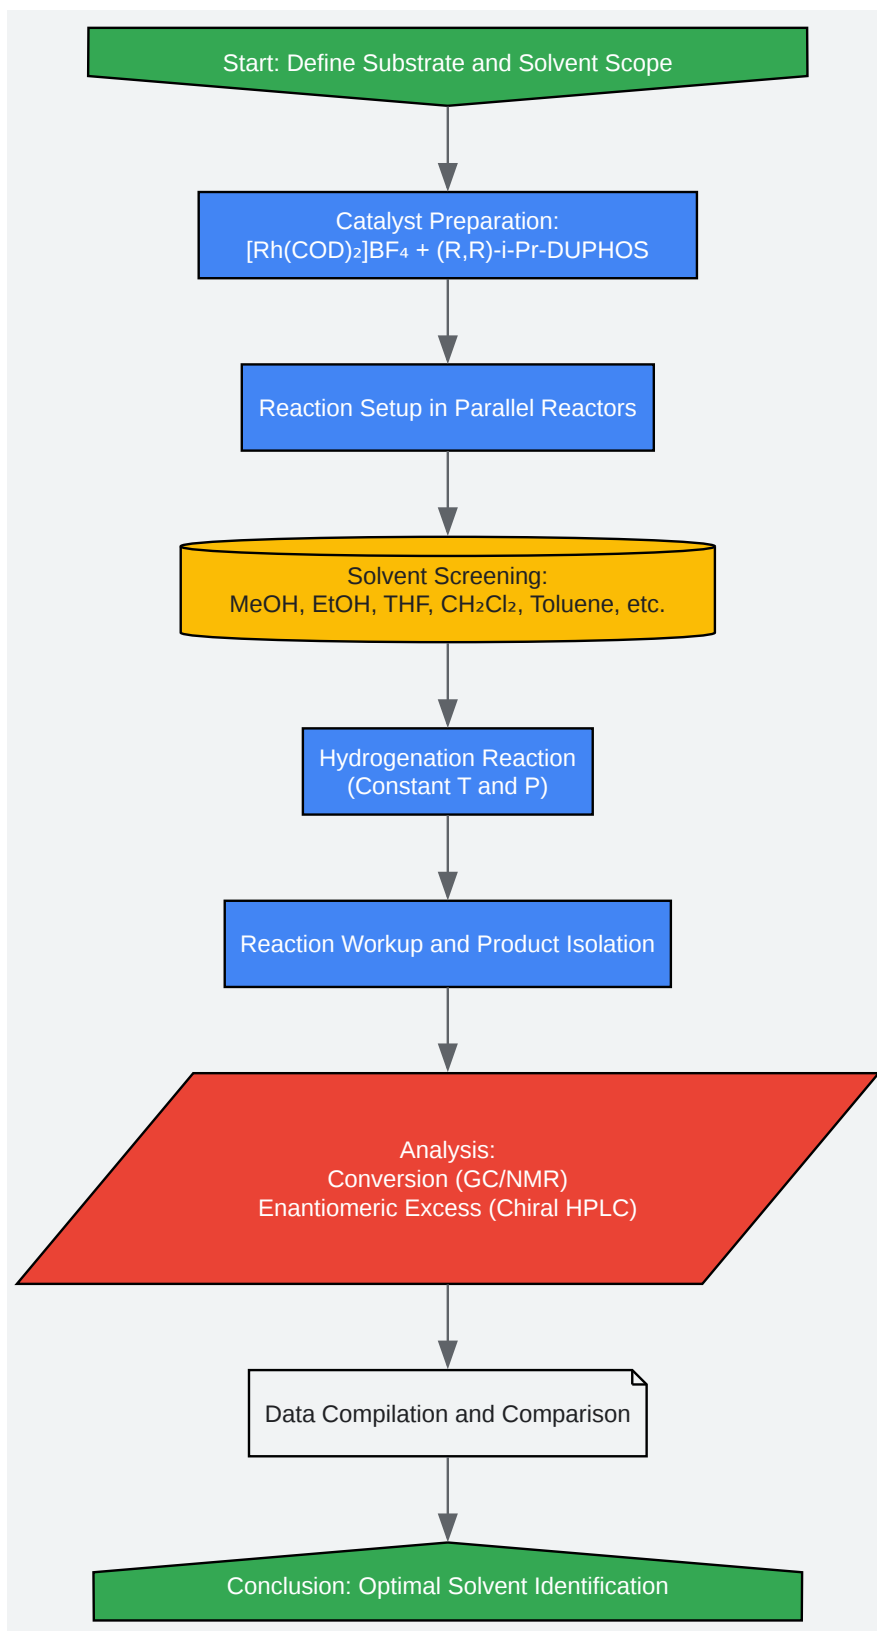 Start: Define Substrate and Solvent Scope
Catalyst Preparation:
[Rh(COD)₂]BF₄ + (R,R)-i-Pr-DUPHOS
Reaction Setup in Parallel Reactors
Solvent Screening:
MeOH, EtOH, THF, CH₂Cl₂, Toluene, etc.
Hydrogenation Reaction
(Constant T and P)
Reaction Workup and Product Isolation
Analysis:
Conversion (GC/NMR)
Enantiomeric Excess (Chiral HPLC)
Data Compilation and Comparison
Conclusion: Optimal Solvent Identification